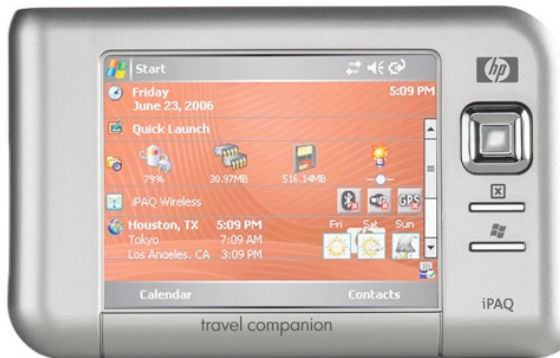 Start
hp
Friday
5:09 PM
June 23, 2006
Quick Launch
79%
30.97MB
516.14MB
iPAQ Wireless
GPS
Houston, TX 5:09 PM
Fri Sat Sun
Tokyo 7:09 AM
Los Angeles, CA 3:09 PM
Calendar Contacts
iPAQ
travel companion